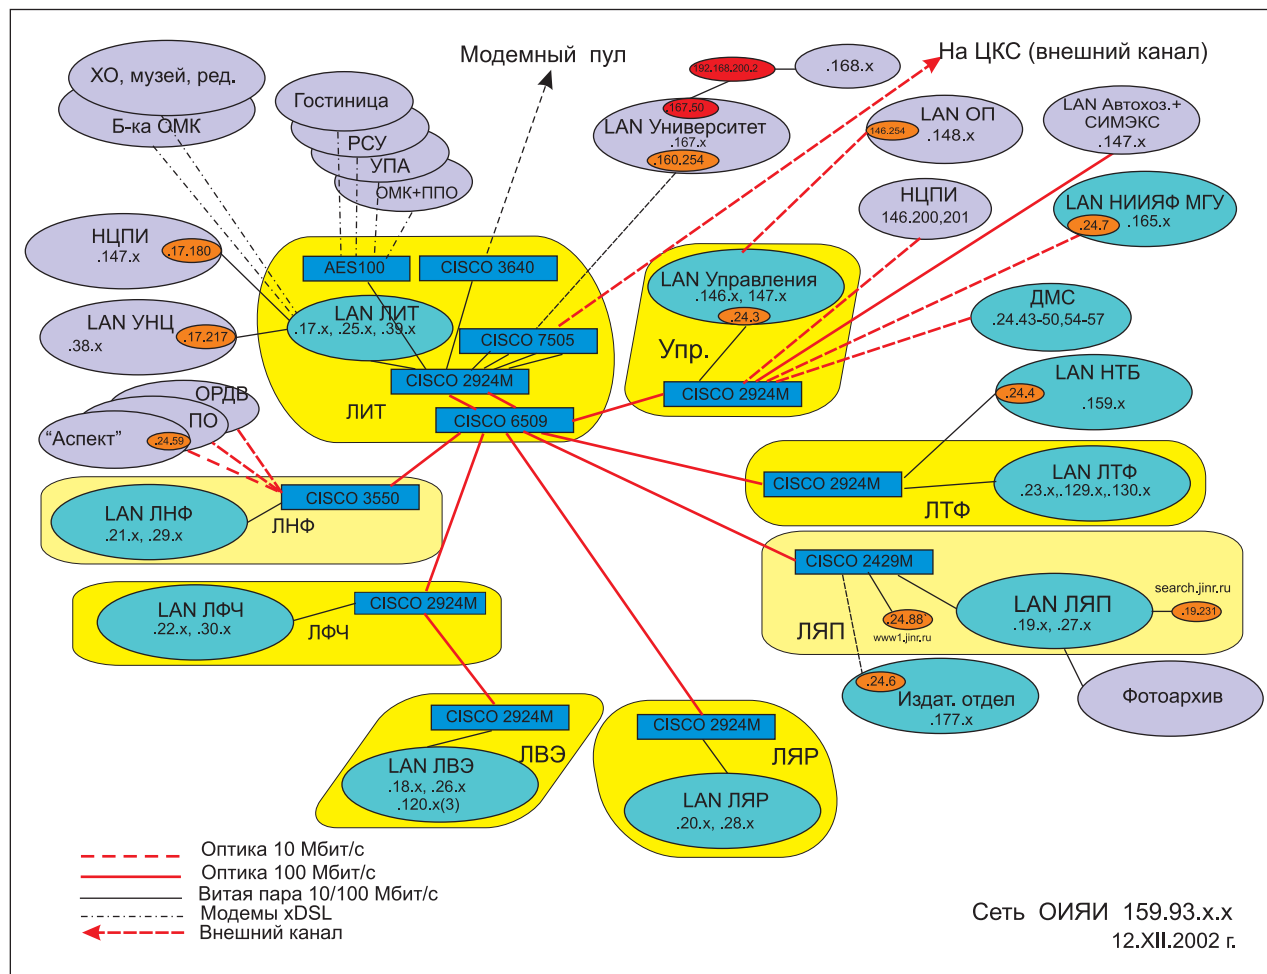 Модемный пул
На ЦКС (внешний канал)
ХО, музей, ред.
Б-ка ОМК
Гостиница
РСУ
УПА
ОМК+ППО
192.168.200.2
.168.x
.167.50
LAN Университет
.167.x
.160.254
LAN ОП
146.254
.148.x
LAN Автохоз.+
СИМЭКС
.147.x
НЦПИ
146.200,201
LAN НИИЯФ МГУ
.24.7
.165.x
НЦПИ
.147.x
.17.180
AES100
CISCO 3640
LAN ЛИТ
.17.x, .25.x, .39.x
CISCO 7505
CISCO 2924M
ЛИТ
CISCO 6509
LAN Управления
.146.x, 147.x
.24.3
Упр.
CISCO 2924M
ДМС
.24.43-50,54-57
LAN УНЦ
.17.217
.38.x
LAN НТБ
.24.4
.159.x
ОРДВ
ПО
"Аспект"
.24.59
CISCO 3550
LAN ЛНФ
.21.x, .29.x
ЛНФ
CISCO 2924M
LAN ЛТФ
.23.x,.129.x,.130.x
ЛТФ
CISCO 2429M
LAN ЛЯП
.19.x, .27.x
search.jinr.ru
.19.231
.24.88
www1.jinr.ru
ЛЯП
LAN ЛФЧ
.22.x, .30.x
CISCO 2924M
ЛФЧ
.24.6
Издат. отдел
.177.x
Фотоархив
CISCO 2924M
ЛВЭ
LAN ЛВЭ
.18.x, .26.x
.120.x(3)
CISCO 2924M
ЛЯР
LAN ЛЯР
.20.x, .28.x
Оптика 10 Мбит/с
Оптика 100 Мбит/с
Витая пара 10/100 Мбит/с
Модемы xDSL
Внешний канал
Сеть ОИЯИ 159.93.x.x
12.XII.2002 г.